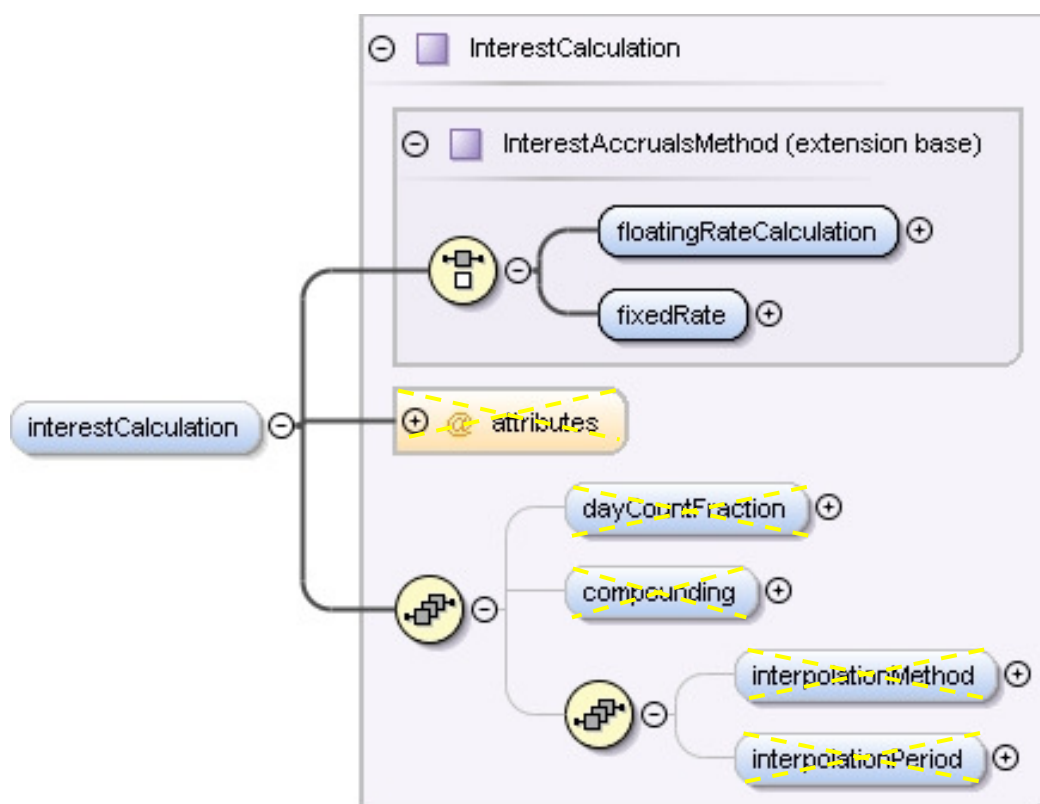 InterestCalculation
InterestAccrualsMethod (extension base)
floatingRateCalculation
fixedRate
interestCalculation
@ attributes
dayCountFraction
compounding
interpolationMethod
interpolationPeriod